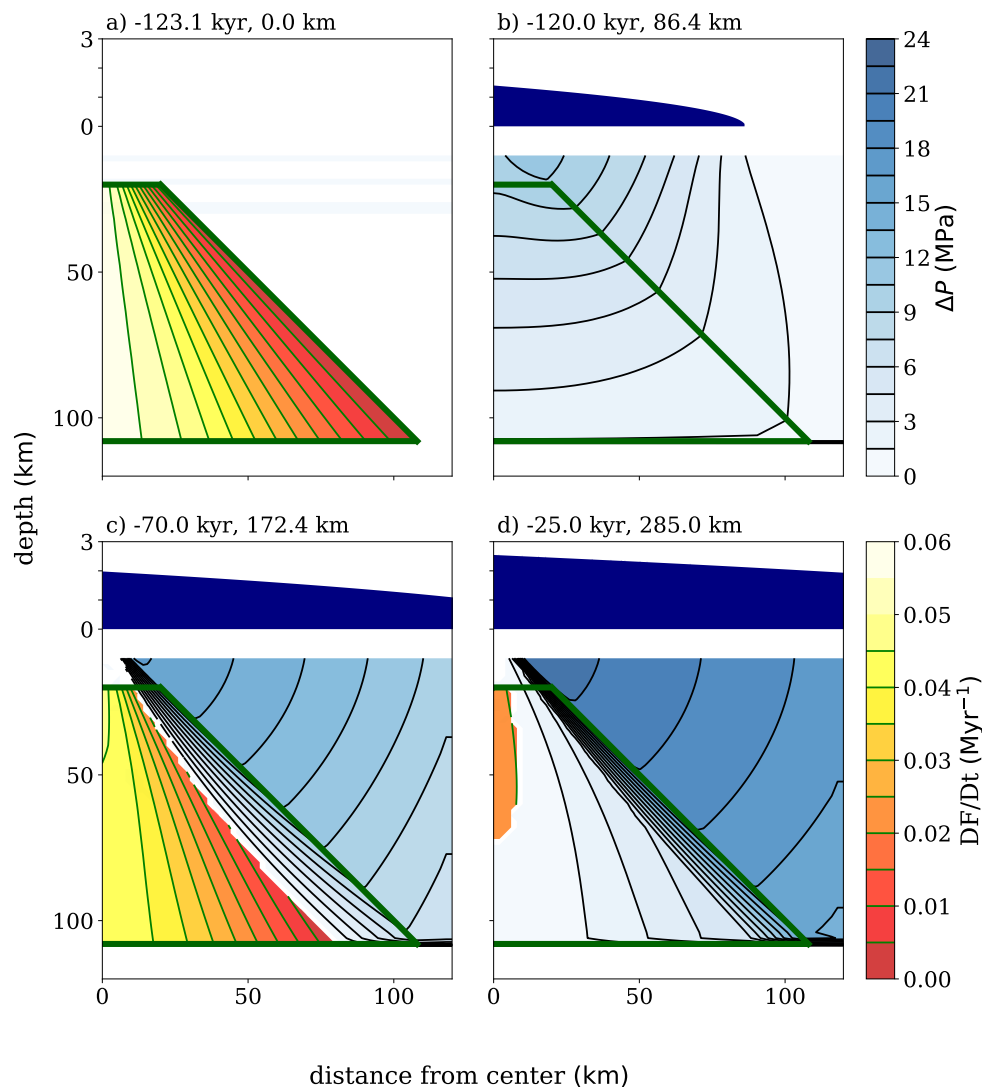 a) -123.1 kyr, 0.0 km
b) -120.0 kyr, 86.4 km
3
0
50
100
24
21
18
15
12
9
6
3
0
ΔP (MPa)
depth (km)
c) -70.0 kyr, 172.4 km
d) -25.0 kyr, 285.0 km
3
0
50
100
0 50 100
0 50 100
0.06
0.05
0.04
0.03
0.02
0.01
0.00
DF/Dt (Myr⁻¹)
distance from center (km)